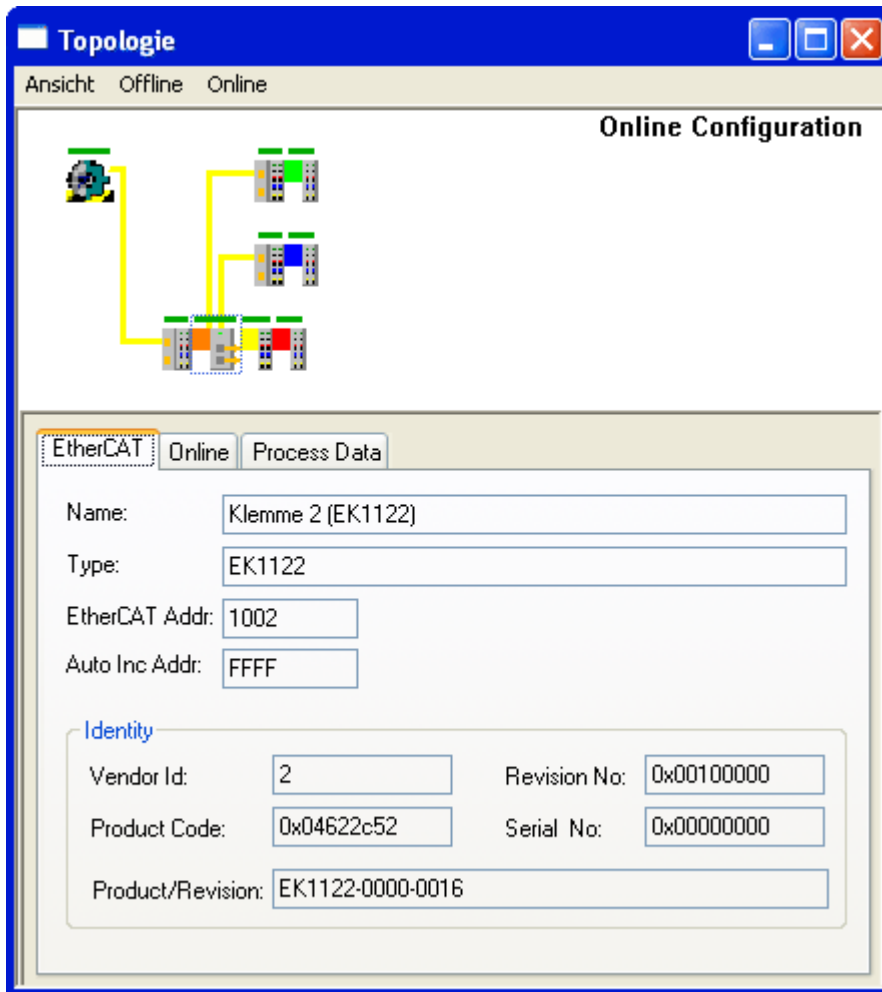 Topologie
Ansicht Offline Online
Online Configuration
EtherCAT Online Process Data
Name: Klemme 2 (EK1122)
Type: EK1122
EtherCAT Addr: 1002
Auto Inc Addr: FFFF
Identity
Vendor Id: 2 Revision No: 0x00100000
Product Code: 0x04622c52 Serial No: 0x00000000
Product/Revision: EK1122-0000-0016